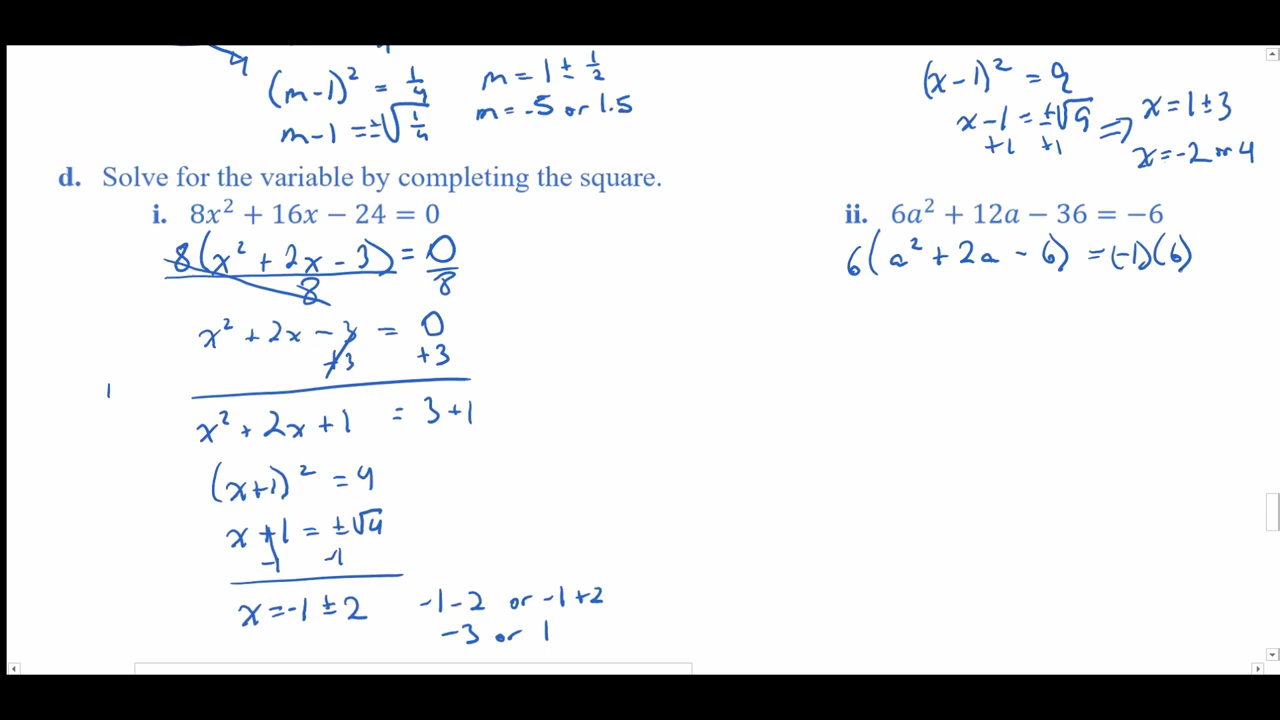 (m-1)² = 1/4
m-1 = ±√1/4
m = 1 ± 1/2
m = -.5 or 1.5
(x-1)² = 9
x-1 = ±√9 ⇒
+1 +1
x = 1 ± 3
x = -2 or 4
d. Solve for the variable by completing the square.
i. 8x² + 16x − 24 = 0
8(x² + 2x - 3) = 0
8 8
x² + 2x - 3 = 0
+3 +3
x² + 2x + 1 = 3+1
(x+1)² = 4
x + 1 = ±√4
-1 -1
x = -1 ± 2
-1-2 or -1+2
-3 or 1
ii. 6a² + 12a − 36 = −6
6(a² + 2a - 6) = (-1)(6)